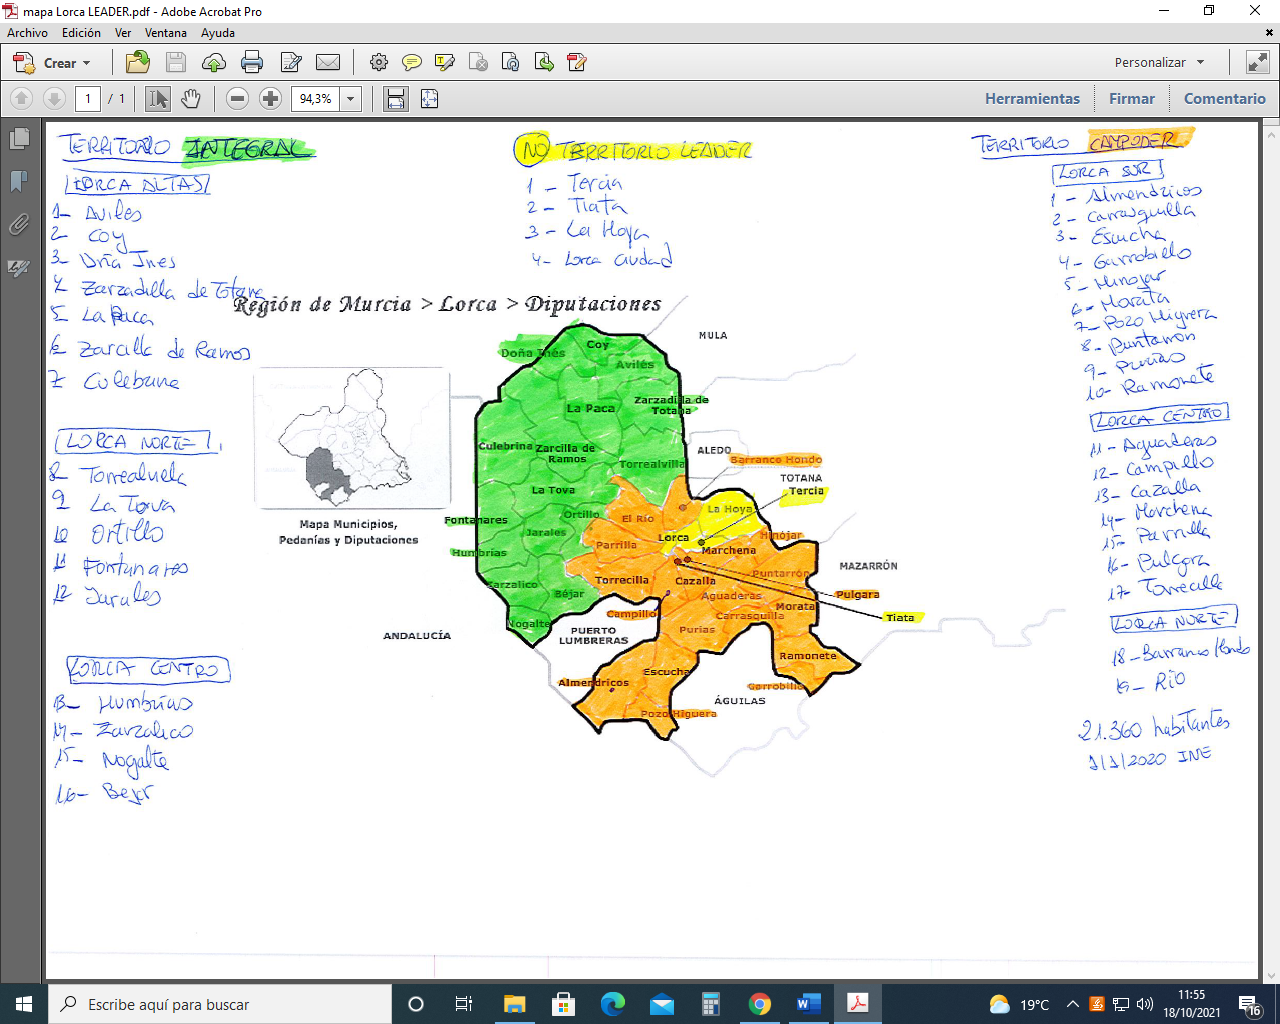 mapa Lorca LEADER.pdf - Adobe Acrobat Pro
Archivo Edición Ver Ventana Ayuda
Crear
Personalizar
1 / 1
94,3%
Herramientas Firmar Comentario
TERRITORIO INTEGRAL
LORCA ALTAS
1- Aviles
2- Coy
3- Dña Ines
4- Zarzadilla de Totana
5- La Paca
6- Zarcilla de Ramos
7- Culebrina
LORCA NORTE
8- Torrealvilla
9- La Tova
10 Ortillo
11 Fontanares
12 Jarales
LORCA CENTRO
13- Humbrias
14- Zarzalico
15- Nogalte
16- Bejar
NO TERRITORIO LEADER
1 - Tercia
2 - Tiata
3 - La Hoya
4- Lorca Ciudad
TERRITORIO CAMPODER
LORCA SUR
1 - Almendricos
2 - Carrasquilla
3 - Escucha
4 - Garrobillo
5- Hinojar
6- Morata
7- Pozo Higuera
8- Puntarron
9- Purias
10- Ramonete
LORCA CENTRO
11- Aguaderas
12- Campillo
13- Cazalla
14- Marchena
15- Parrilla
16- Pulgara
17- Torrecilla
LORCA NORTE
18- Barranco Hondo
19- Rio
21.360 habitantes
1/1/2020 INE
Región de Murcia > Lorca > Diputaciones
MULA
Doña Inés
Coy
Avilés
La Paca
Zarzadilla de
Totana
Culebrina
Zarcilla de
Ramos
Torrealvilla
ALEDO
Barranco Hondo
TOTANA
Tercia
La Tova
La Hoya
Fontanares
Ortillo
El Río
Mapa Municipios,
Pedanías y Diputaciones
Jarales
Lorca
Hinójar
Humbrías
Parrilla
Marchena
MAZARRÓN
Zarzalico
Torrecilla
Cazalla
Puntarrón
Béjar
Aguaderas
Pulgara
Campillo
Morata
Carrasquilla
Tiata
Nogalte
ANDALUCÍA
PUERTO
LUMBRERAS
Purias
Ramonete
Escucha
Almendricos
Garrobillo
ÁGUILAS
Pozo Higuera
Escribe aquí para buscar
19°C
11:55
18/10/2021
16